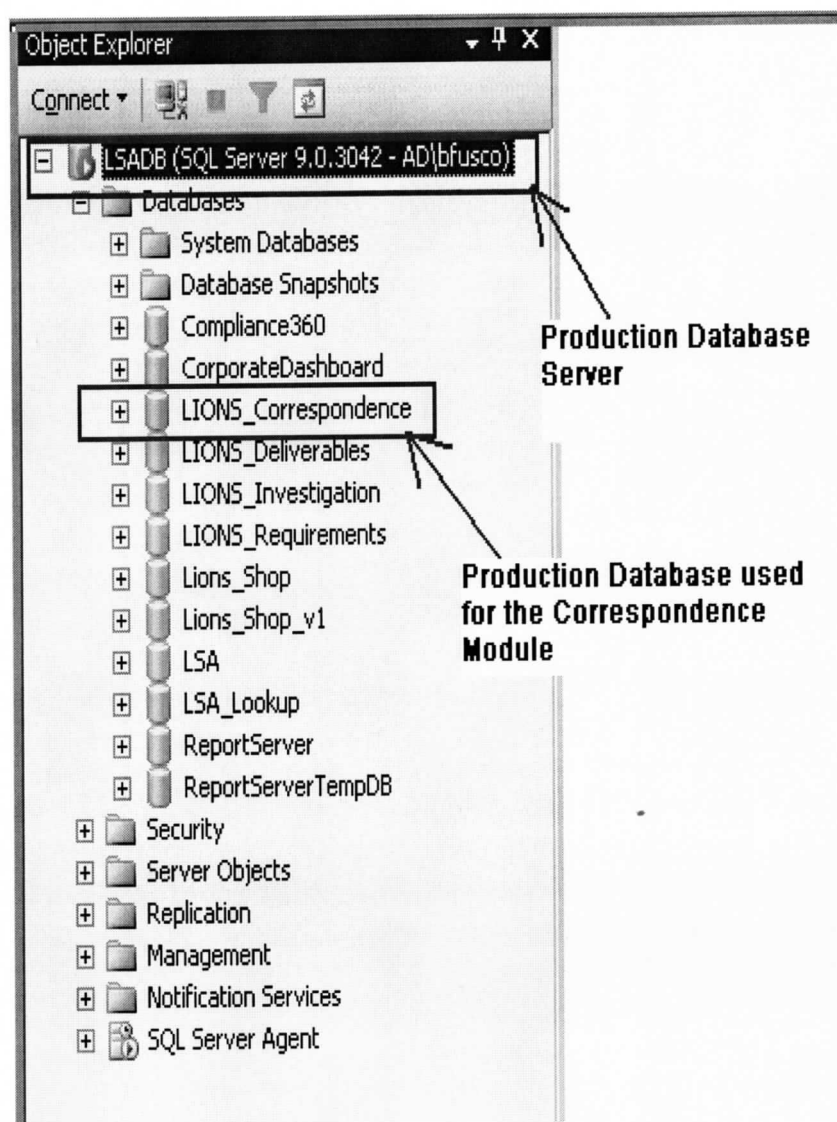 Object Explorer
Connect
LSADB (SQL Server 9.0.3042 - AD\bfusco)
Databases
System Databases
Database Snapshots
Compliance360
CorporateDashboard
LIONS_Correspondence
LIONS_Deliverables
LIONS_Investigation
LIONS_Requirements
Lions_Shop
Lions_Shop_v1
LSA
LSA_Lookup
ReportServer
ReportServerTempDB
Security
Server Objects
Replication
Management
Notification Services
SQL Server Agent
Production Database
Server
Production Database used
for the Correspondence
Module